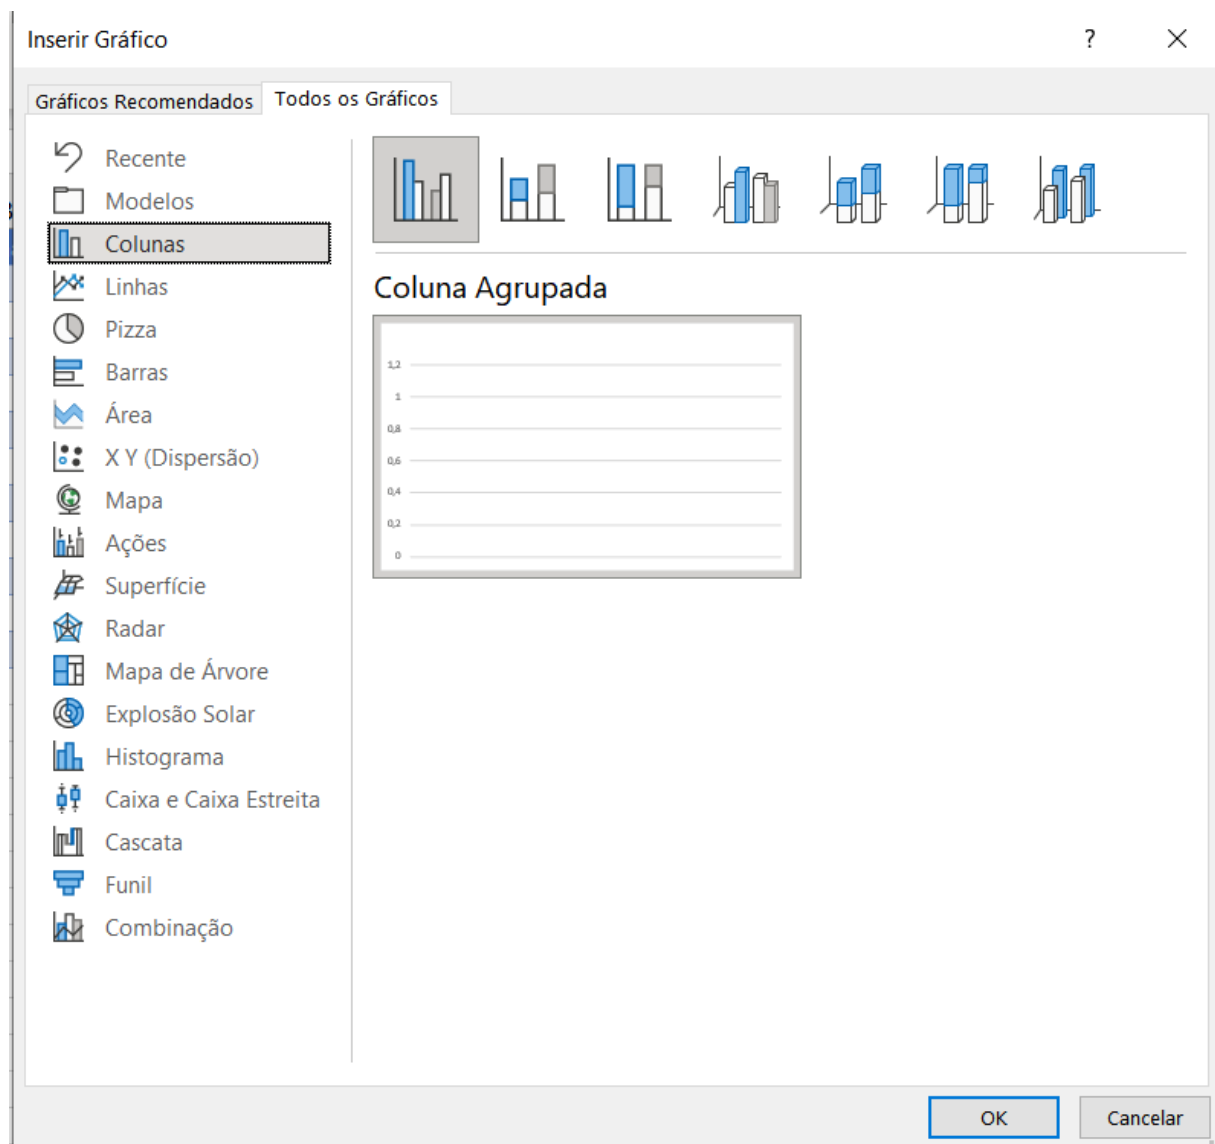 Inserir Gráfico
?
Gráficos Recomendados
Todos os Gráficos
Recente
Modelos
Colunas
Linhas
Pizza
Barras
Área
X Y (Dispersão)
Mapa
Ações
Superfície
Radar
Mapa de Árvore
Explosão Solar
Histograma
Caixa e Caixa Estreita
Cascata
Funil
Combinação
Coluna Agrupada
1,2
1
0,8
0,6
0,4
0,2
0
OK
Cancelar